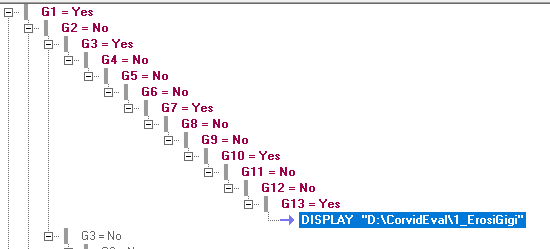 G1 = Yes
G2 = No
G3 = Yes
G4 = No
G5 = No
G6 = No
G7 = Yes
G8 = No
G9 = No
G10 = Yes
G11 = No
G12 = No
G13 = Yes
DISPLAY "D:\CorvidEval\1_ErosiGigi"
G3 = No